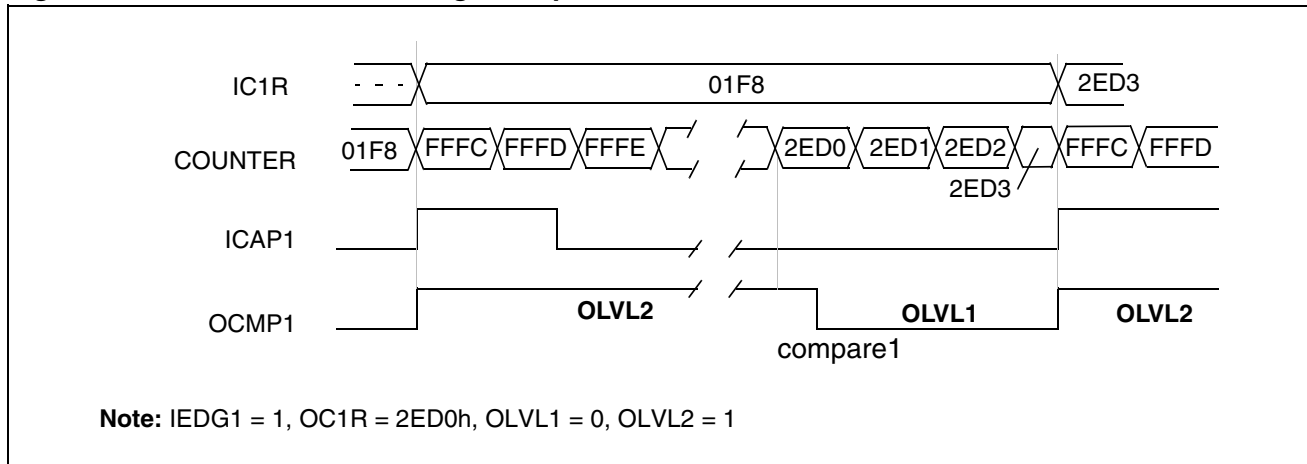 IC1R - - - 01F8 2ED3
COUNTER 01F8 FFFC FFFD FFFE 2ED0 2ED1 2ED2 FFFC FFFD
2ED3
ICAP1
OCMP1 OLVL2 OLVL1 OLVL2
compare1
Note: IEDG1 = 1, OC1R = 2ED0h, OLVL1 = 0, OLVL2 = 1